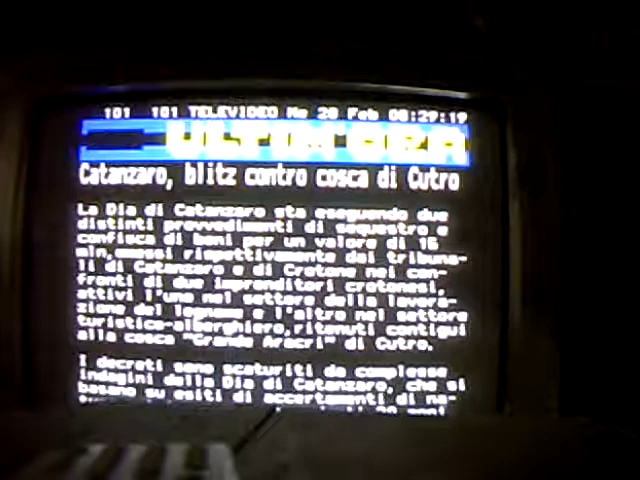 101 101 TELEVIDEO Me 28 Feb 08:29:19
ULTIM'ORA
Catanzaro, blitz contro cosca di Cutro
La Dia di Catanzaro sta eseguendo due
distinti provvedimenti di sequestro e
confisca di beni per un valore di 15
mln,emessi rispettivamente dai tribuna-
li di Catanzaro e di Crotone nei con-
fronti di due imprenditori crotonesi,
attivi l'uno nel settore della lavora-
zione del legname e l'altro nel settore
turistico-alberghiero,ritenuti contigui
alla cosca "Grande Aracri" di Cutro.
I decreti sono scaturiti da complesse
indagini della Dia di Catanzaro, che si
basano su esiti di accertamenti di na-